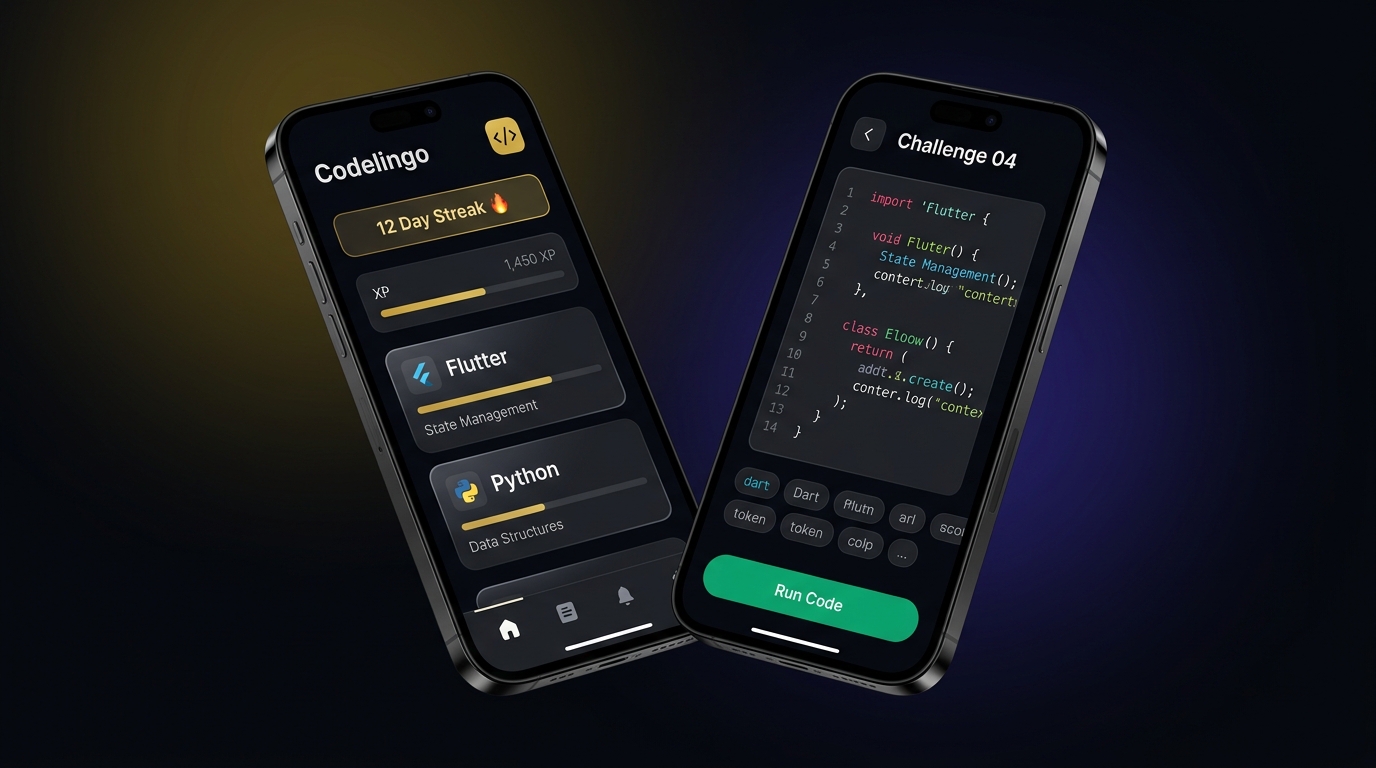 Codelingo
</>
12 Day Streak 🔥
1,450 XP
XP
Flutter
State Management
Python
Data Structures
Challenge 04
1 import 'Flutter {
2
3 void Fluter() {
4 State Management();
5 contert.log "contert
6 },
7
8 class Eloow() {
9 return (
10 addt.g.create();
11 conter.log("conte
12 );
13 }
14 }
dart Dart Rlutn arl scor
token token colp ...
Run Code